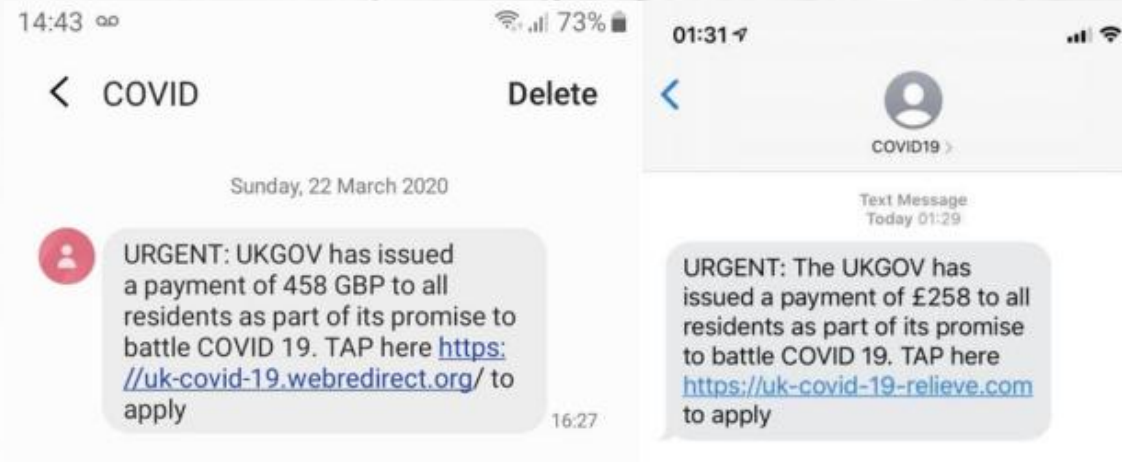 14:43
73%
COVID
Delete
Sunday, 22 March 2020
URGENT: UKGOV has issued
a payment of 458 GBP to all
residents as part of its promise to
battle COVID 19. TAP here https:
//uk-covid-19.webredirect.org/ to
apply
16:27
01:31
COVID19 >
Text Message
Today 01:29
URGENT: The UKGOV has
issued a payment of £258 to all
residents as part of its promise
to battle COVID 19. TAP here
https://uk-covid-19-relieve.com
to apply